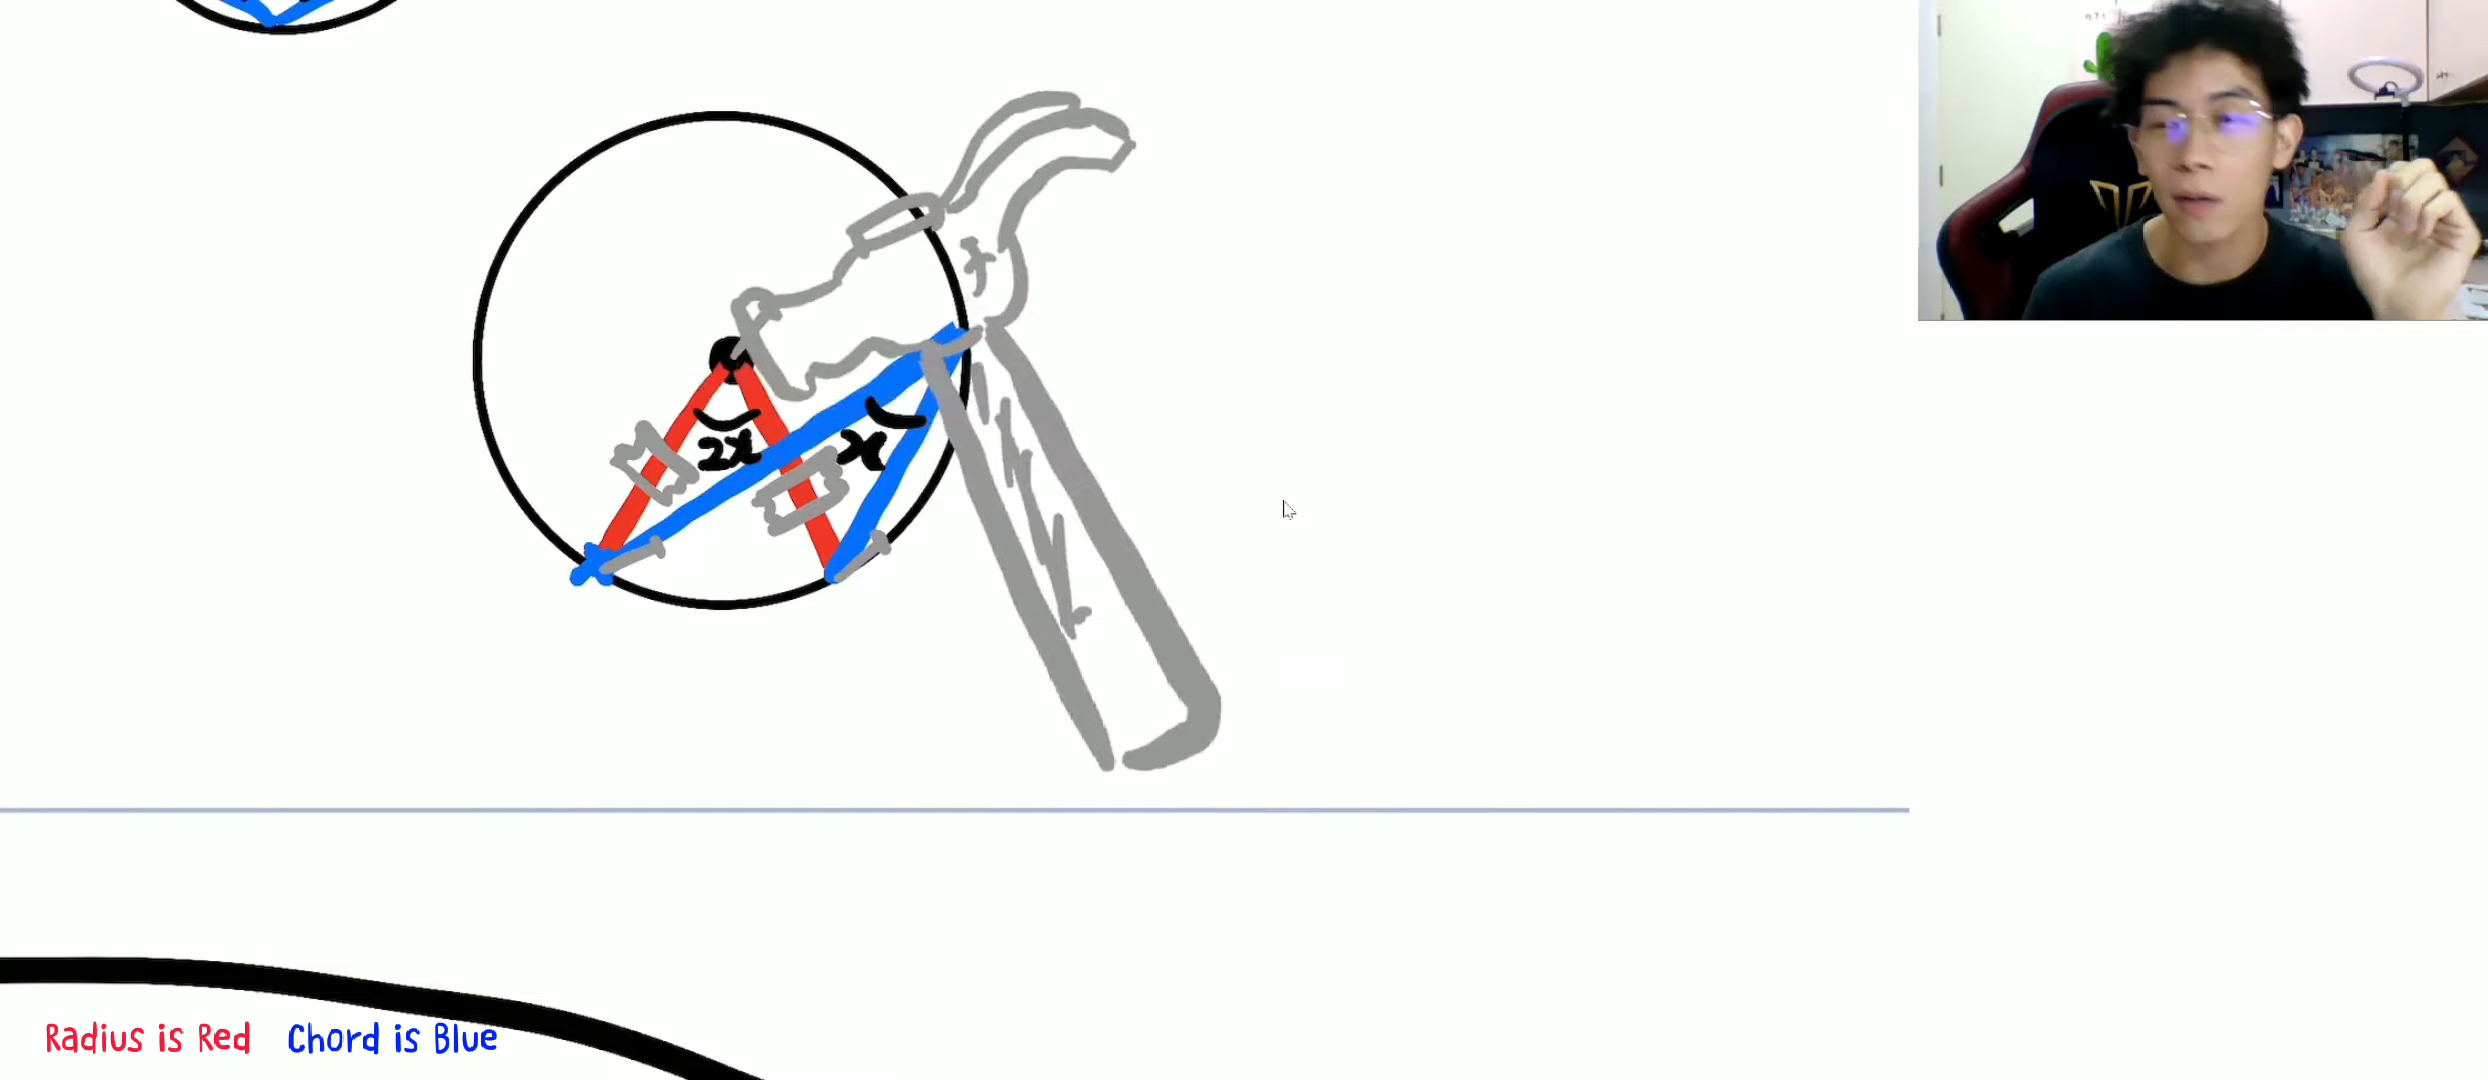 2x x
Radius is Red Chord is Blue